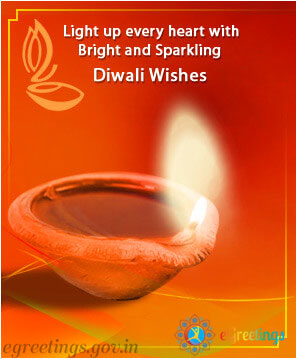 Light up every heart with
Bright and Sparkling
Diwali Wishes
eGreetings
egreetings.gov.in